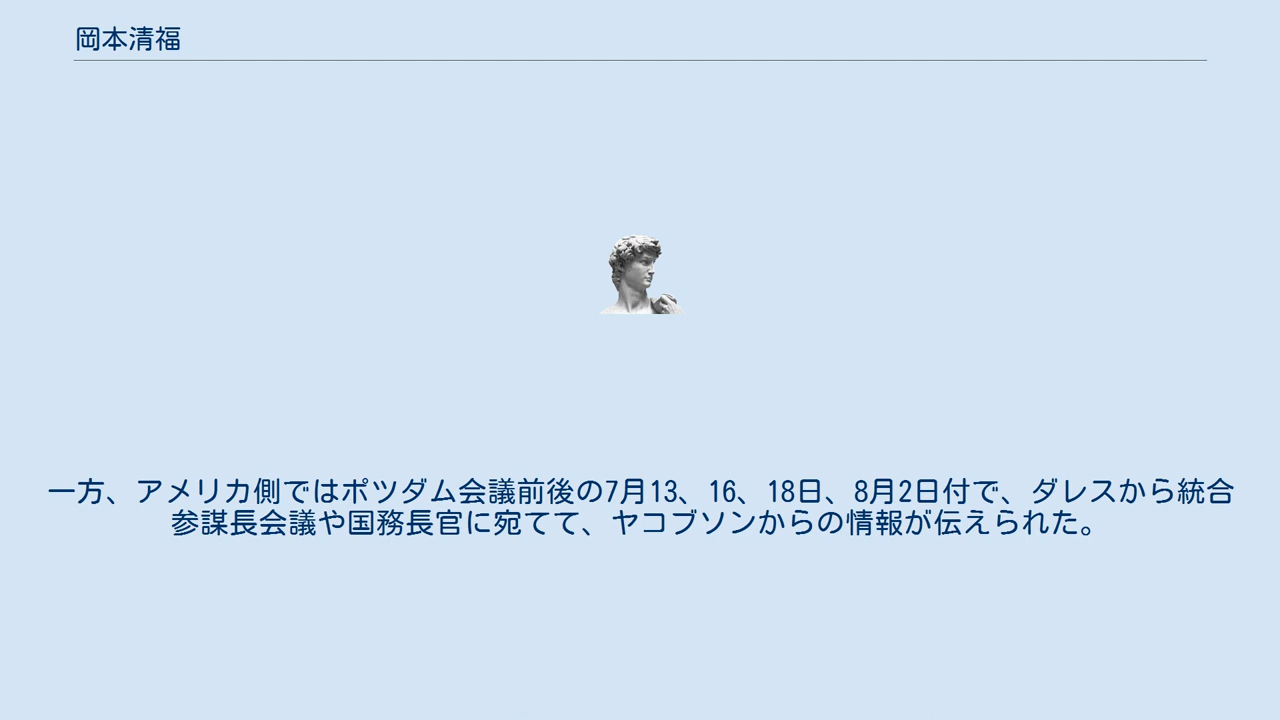 岡本清福
一方、アメリカ側ではポツダム会議前後の7月13、16、18日、8月2日付で、ダレスから統合
参謀長会議や国務長官に宛てて、ヤコブソンからの情報が伝えられた。